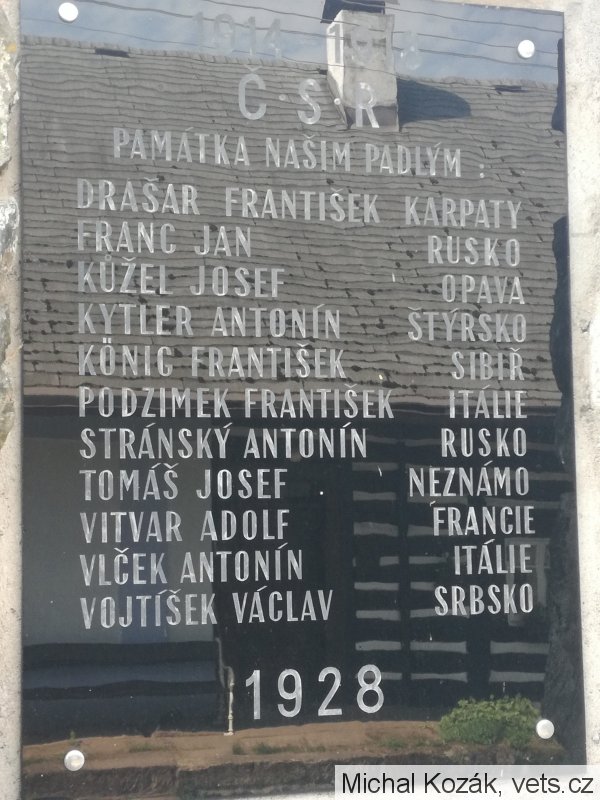 1914 1918
Č·S·R
PAMÁTKA NAŠIM PADLÝM :
DRAŠAR FRANTIŠEK KARPATY
FRANC JAN RUSKO
KŮŽEL JOSEF OPAVA
KYTLER ANTONÍN ŠTÝRSKO
KÖNIG FRANTIŠEK SIBIŘ
PODZIMEK FRANTIŠEK ITÁLIE
STRÁNSKÝ ANTONÍN RUSKO
TOMÁŠ JOSEF NEZNÁMO
VITVAR ADOLF FRANCIE
VLČEK ANTONÍN ITÁLIE
VOJTÍŠEK VÁCLAV SRBSKO
1928
Michal Kozák, vets.cz